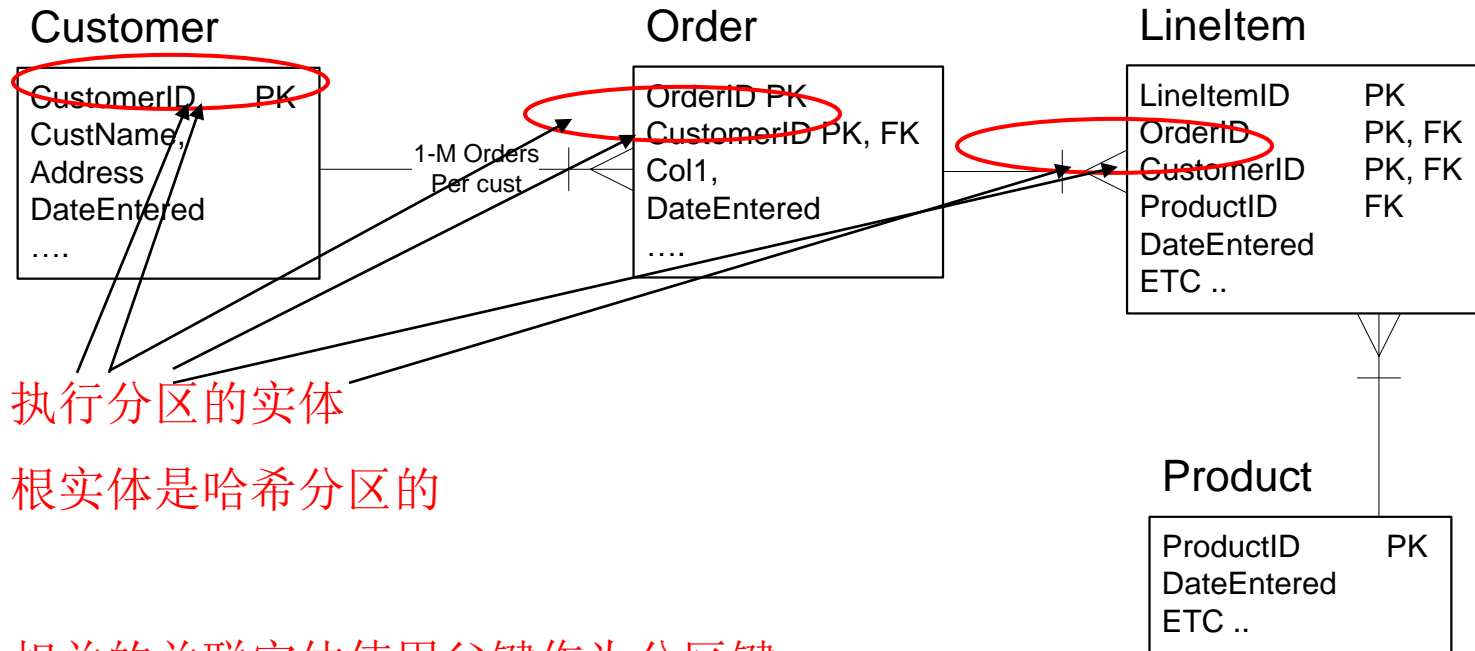 Customer
CustomerID PK
CustName,
Address
DateEntered
....
1-M Orders
Per cust
Order
OrderID PK
CustomerID PK, FK
Col1,
DateEntered
....
LineItem
LineItemID PK
OrderID PK, FK
CustomerID PK, FK
ProductID FK
DateEntered
ETC ..
执行分区的实体
根实体是哈希分区的
Product
ProductID PK
DateEntered
ETC ..